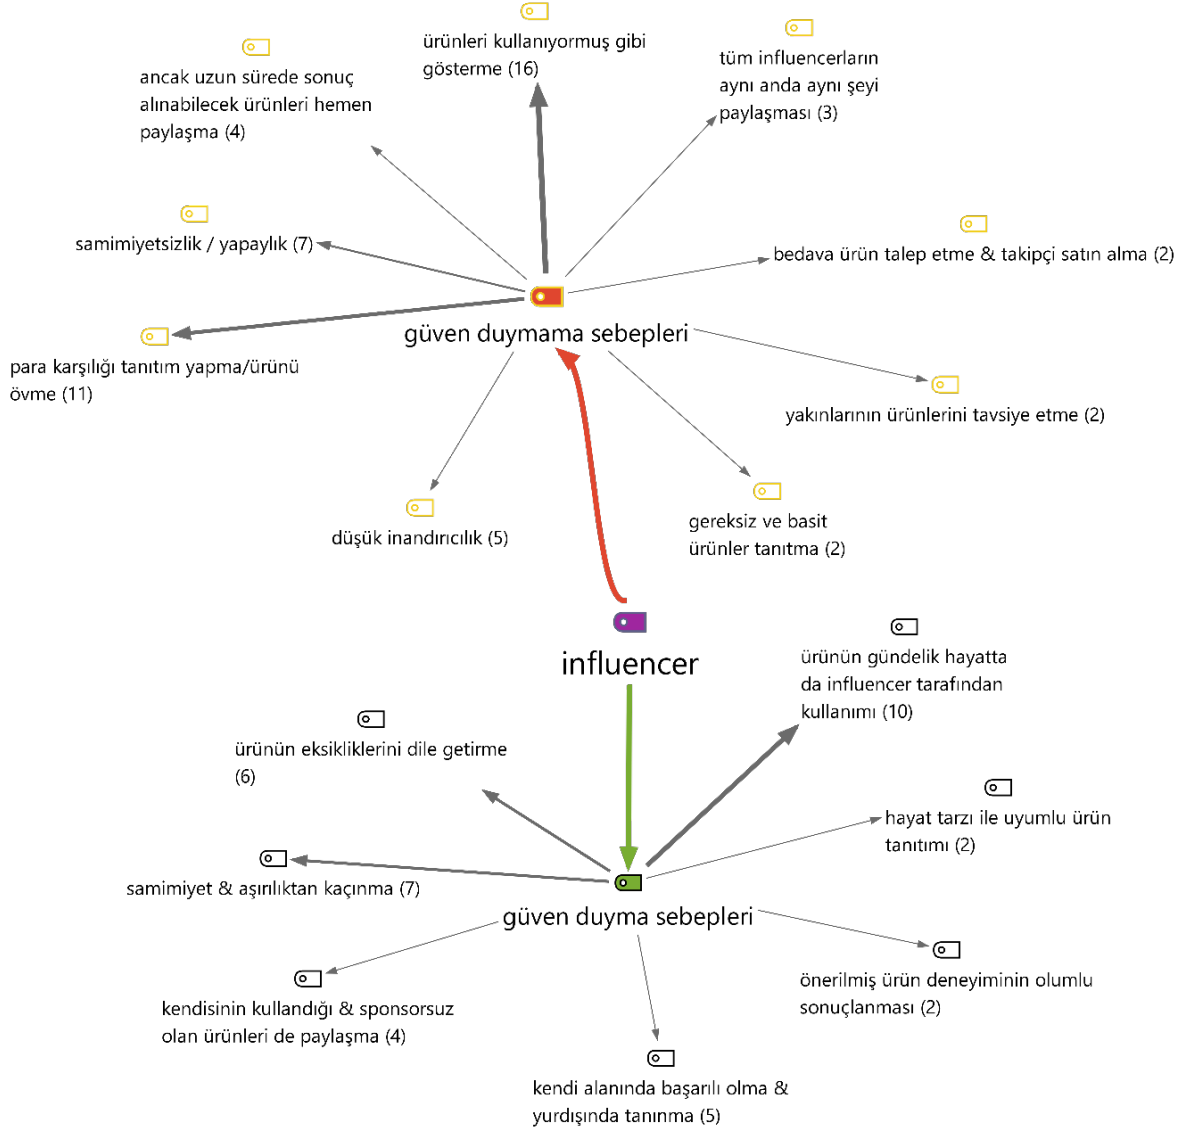 ürünleri kullanıyormuş gibi
gösterme (16)
tüm influencerların
aynı anda aynı şeyi
paylaşması (3)
ancak uzun sürede sonuç
alınabilecek ürünleri hemen
paylaşma (4)
samimiyetsizlik / yapaylık (7)
bedava ürün talep etme & takipçi satın alma (2)
güven duymama sebepleri
para karşılığı tanıtım yapma/ürünü
övme (11)
yakınlarının ürünlerini tavsiye etme (2)
düşük inandırıcılık (5)
gereksiz ve basit
ürünler tanıtma (2)
influencer
ürünün gündelik hayatta
da influencer tarafından
kullanımı (10)
ürünün eksikliklerini dile getirme
(6)
hayat tarzı ile uyumlu ürün
tanıtımı (2)
samimiyet & aşırılıktan kaçınma (7)
güven duyma sebepleri
önerilmiş ürün deneyiminin olumlu
sonuçlanması (2)
kendisinin kullandığı & sponsorsuz
olan ürünleri de paylaşma (4)
kendi alanında başarılı olma &
yurdışında tanınma (5)